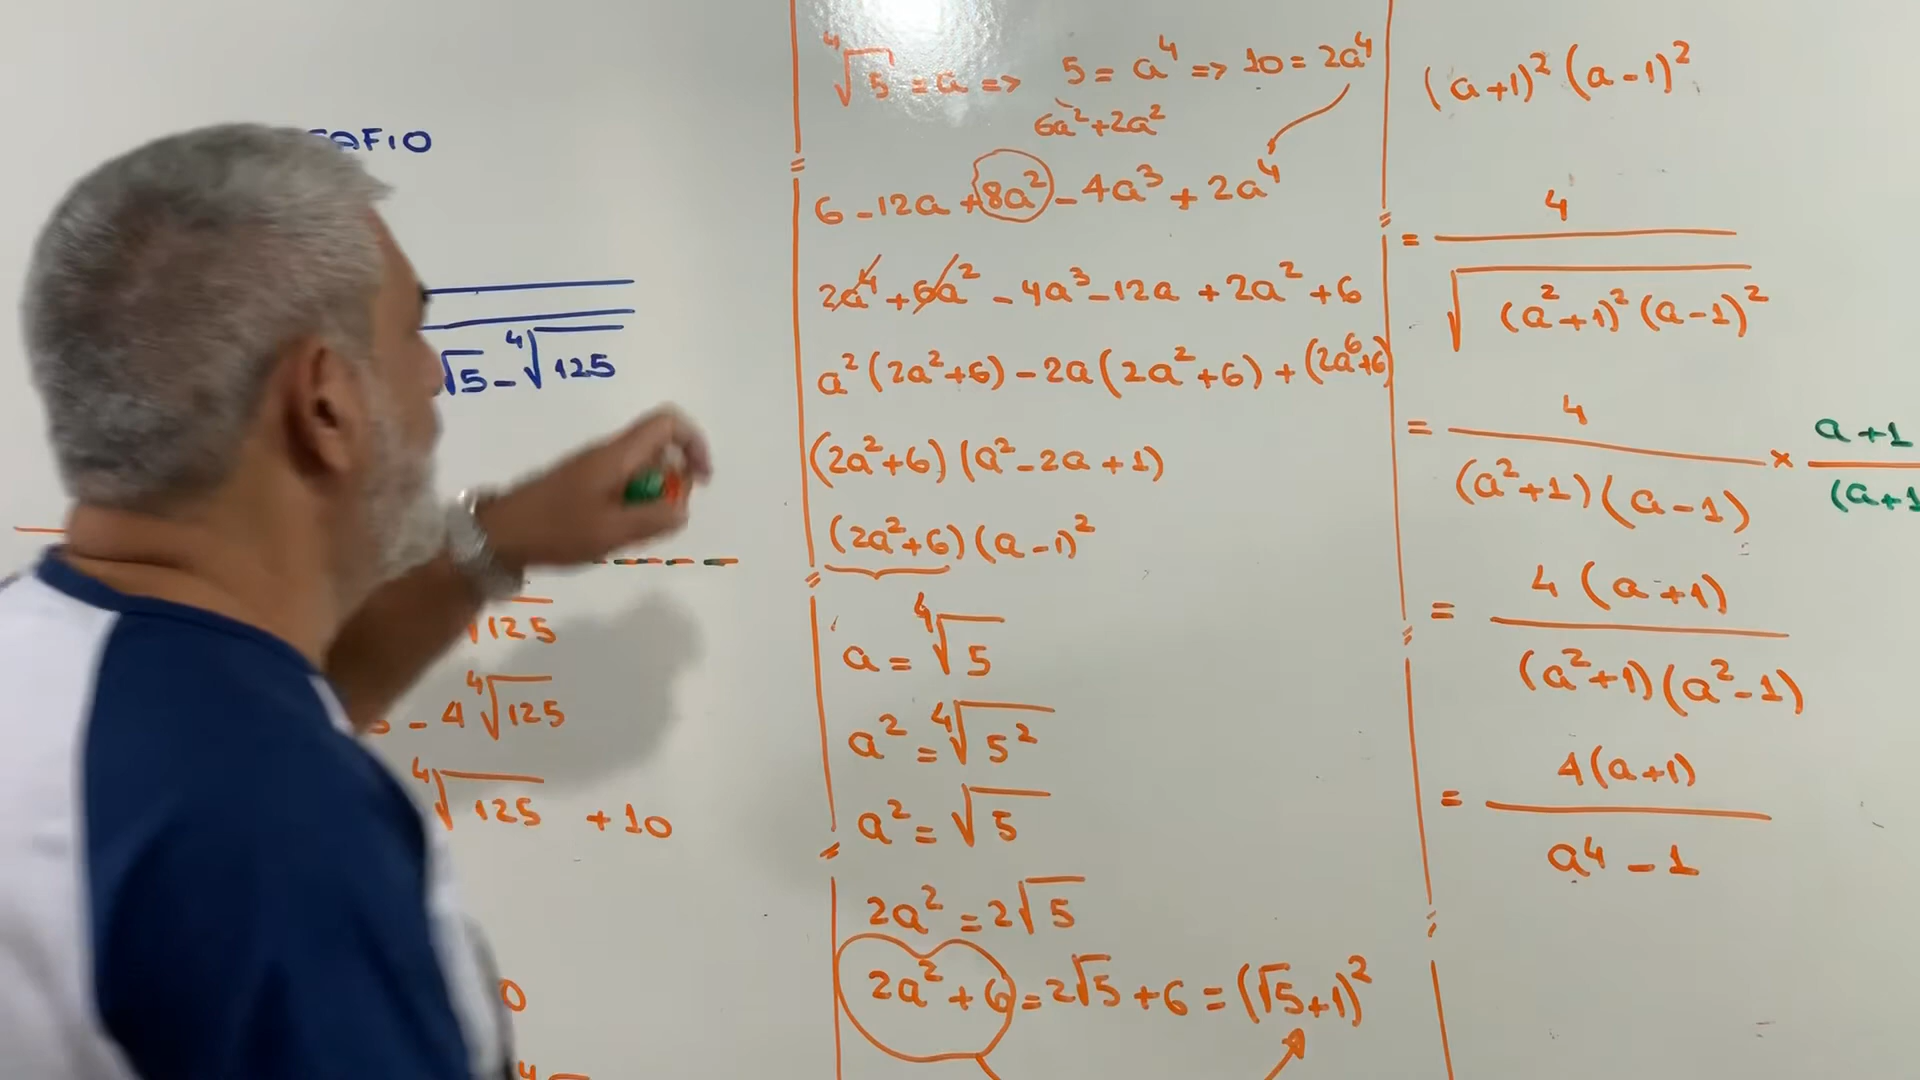 AFIO
√5 - ⁴√125
√125
- 4 ⁴√125
⁴√125 + 10
0
4
⁴√5 = a => 5 = a⁴ => 10 = 2a⁴
6a² + 2a²
6 - 12a + 8a² - 4a³ + 2a⁴
2a⁴ + 6a² - 4a³ - 12a + 2a² + 6
a²(2a² + 6) - 2a(2a² + 6) + (2a⁶ + 6)
(2a² + 6)(a² - 2a + 1)
(2a² + 6)(a - 1)²
a = ⁴√5
a² = ⁴√5²
a² = √5
2a² = 2√5
2a² + 6 = 2√5 + 6 = (√5 + 1)²
(a + 1)² (a - 1)²
= 4 / √(a² + 1)² (a - 1)²
= 4 / (a² + 1)(a - 1) × a + 1 / (a + 1
= 4(a + 1) / (a² + 1)(a² - 1)
= 4(a + 1) / a⁴ - 1